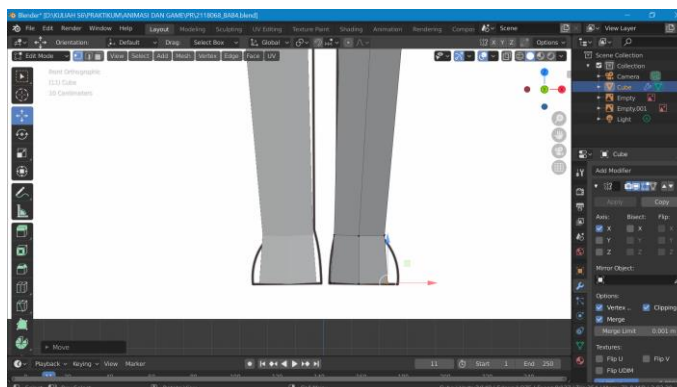 Blender* [D:\KULIAH SI\PRAKTIKUM\ANIMASI DAN GAME\PR\2118068_BAB4.blend]
File Edit Render Window Help Layout Modeling Sculpting UV Editing Texture Paint Shading Animation Rendering Compos Scene View Layer
Orientation: Default Drag: Select Box Global X Y Z Options
Edit Mode View Select Add Mesh Vertex Edge Face UV
Front Orthographic
(11) Cube
10 Centimeters
Scene Collection
Collection
Camera
Cube
Empty
Empty.001
Light
Cube
Add Modifier
Apply Copy
Axis: Bisect: Flip:
X X X
Y Y Y
Z Z Z
Mirror Object:
Options:
Vertex .. Clipping
Merge
Merge Limit 0.001 m
Textures:
Flip U Flip V
Flip UDIM
Move
Playback Keying View Marker 11 Start 1 End 250